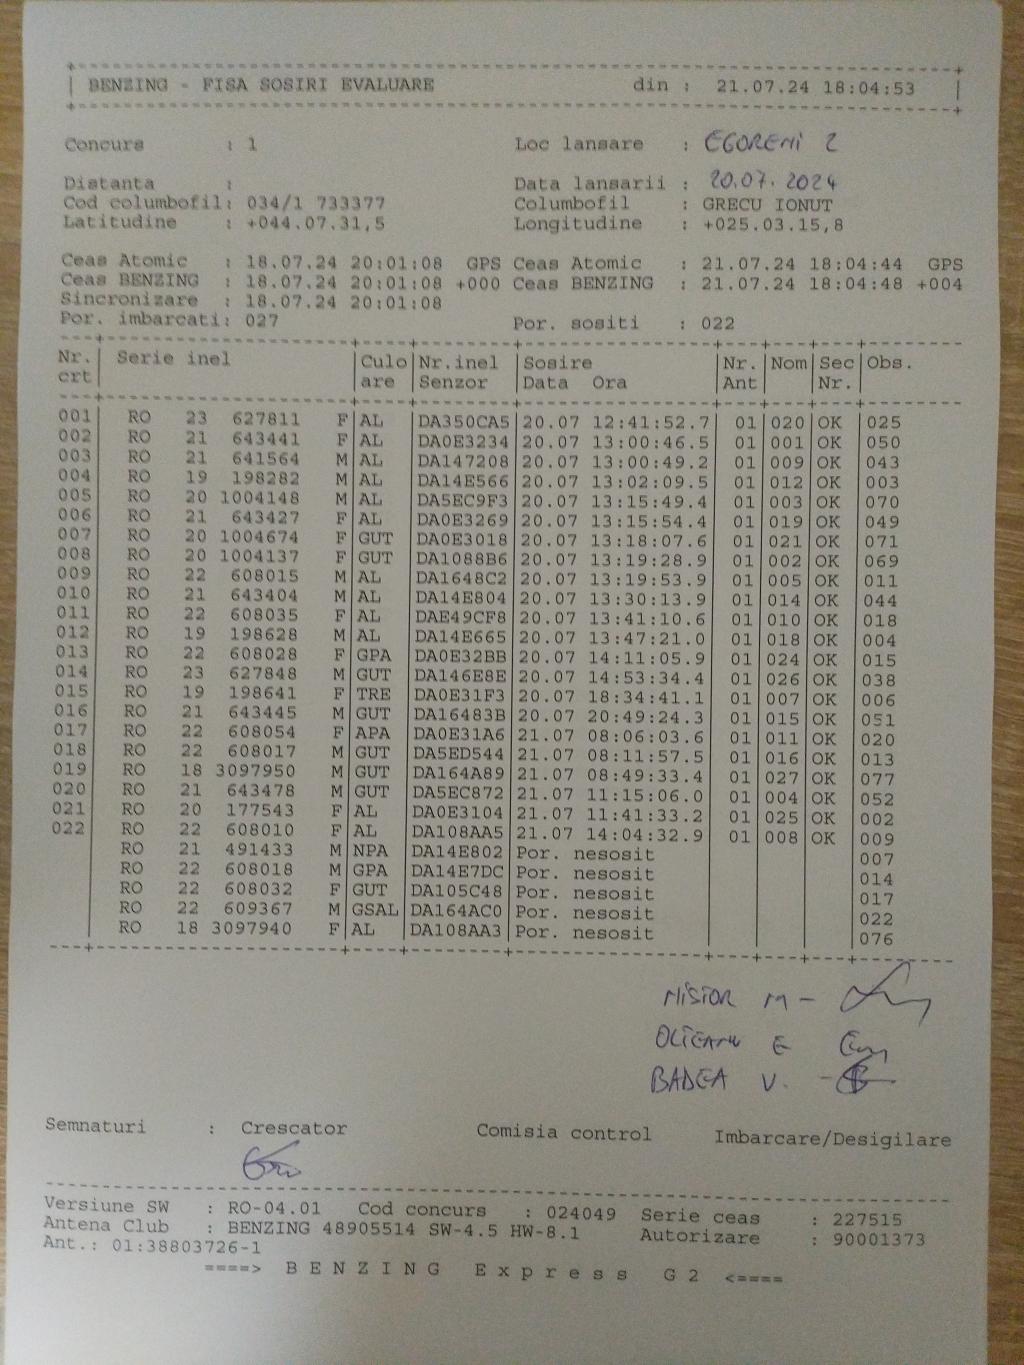 BENZING - FISA SOSIRI EVALUARE din : 21.07.24 18:04:53
Concurs : 1 Loc lansare : EGORENI 2
Distanta : Data lansarii : 20.07.2024
Cod columbofil: 034/1 733377 Columbofil : GRECU IONUT
Latitudine : +044.07.31,5 Longitudine : +025.03.15,8
Ceas Atomic : 18.07.24 20:01:08 GPS Ceas Atomic : 21.07.24 18:04:44 GPS
Ceas BENZING : 18.07.24 20:01:08 +000 Ceas BENZING : 21.07.24 18:04:48 +004
Sincronizare : 18.07.24 20:01:08
Por. imbarcati: 027 Por. sositi : 022
Nr. Serie inel Culo Nr.inel Sosire Nr. Nom Sec Obs.
crt are Senzor Data Ora Ant Nr.
001 RO 23 627811 F AL DA350CA5 20.07 12:41:52.7 01 020 OK 025
002 RO 21 643441 F AL DA0E3234 20.07 13:00:46.5 01 001 OK 050
003 RO 21 641564 M AL DA147208 20.07 13:00:49.2 01 009 OK 043
004 RO 19 198282 M AL DA14E566 20.07 13:02:09.5 01 012 OK 003
005 RO 20 1004148 M AL DA5EC9F3 20.07 13:15:49.4 01 003 OK 070
006 RO 21 643427 F AL DA0E3269 20.07 13:15:54.4 01 019 OK 049
007 RO 20 1004674 F GUT DA0E3018 20.07 13:18:07.6 01 021 OK 071
008 RO 20 1004137 F GUT DA1088B6 20.07 13:19:28.9 01 002 OK 069
009 RO 22 608015 M AL DA1648C2 20.07 13:19:53.9 01 005 OK 011
010 RO 21 643404 M AL DA14E804 20.07 13:30:13.9 01 014 OK 044
011 RO 22 608035 F AL DAE49CF8 20.07 13:41:10.6 01 010 OK 018
012 RO 19 198628 M AL DA14E665 20.07 13:47:21.0 01 018 OK 004
013 RO 22 608028 F GPA DA0E32BB 20.07 14:11:05.9 01 024 OK 015
014 RO 23 627848 M GUT DA146E8E 20.07 14:53:34.4 01 026 OK 038
015 RO 19 198641 F TRE DA0E31F3 20.07 18:34:41.1 01 007 OK 006
016 RO 21 643445 M GUT DA16483B 20.07 20:49:24.3 01 015 OK 051
017 RO 22 608054 F APA DA0E31A6 21.07 08:06:03.6 01 011 OK 020
018 RO 22 608017 M GUT DA5ED544 21.07 08:11:57.5 01 016 OK 013
019 RO 18 3097950 M GUT DA164A89 21.07 08:49:33.4 01 027 OK 077
020 RO 21 643478 M GUT DA5EC872 21.07 11:15:06.0 01 004 OK 052
021 RO 20 177543 F AL DA0E3104 21.07 11:41:33.2 01 025 OK 002
022 RO 22 608010 F AL DA108AA5 21.07 14:04:32.9 01 008 OK 009
RO 21 491433 M NPA DA14E802 Por. nesosit 007
RO 22 608018 M GPA DA14E7DC Por. nesosit 014
RO 22 608032 F GUT DA105C48 Por. nesosit 017
RO 22 609367 M GSAL DA164AC0 Por. nesosit 022
RO 18 3097940 F AL DA108AA3 Por. nesosit 076
NISTOR M -
OLTEANU E
BADEA V. -
Semnaturi : Crescator Comisia control Imbarcare/Desigilare
Versiune SW : RO-04.01 Cod concurs : 024049 Serie ceas : 227515
Antena Club : BENZING 48905514 SW-4.5 HW-8.1 Autorizare : 90001373
Ant.: 01:38803726-1
====> BENZING Express G2 <====